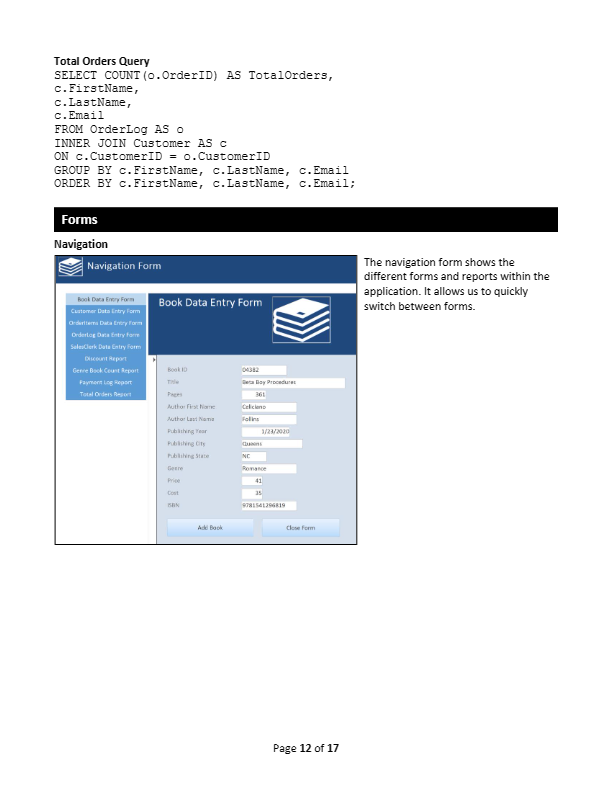 Total Orders Query
SELECT COUNT(o.OrderID) AS TotalOrders,
c.FirstName,
c.LastName,
c.Email
FROM OrderLog AS o
INNER JOIN Customer AS c
ON c.CustomerID = o.CustomerID
GROUP BY c.FirstName, c.LastName, c.Email
ORDER BY c.FirstName, c.LastName, c.Email;
Forms
Navigation
Navigation Form
Book Data Entry Form
Customer Data Entry Form
OrderItems Data Entry Form
OrderLog Data Entry Form
SalesClerk Data Entry Form
Discount Report
Genre Book Count Report
Payment Log Report
Total Orders Report
Book Data Entry Form
Book ID D4382
Title Beta Boy Procedures
Pages 361
Author First Name Celiciano
Author Last Name Follins
Publishing Year 1/23/2020
Publishing City Queens
Publishing State NC
Genre Romance
Price 41
Cost 35
ISBN 9781541296819
Add Book Close Form
The navigation form shows the
different forms and reports within the
application. It allows us to quickly
switch between forms.
Page 12 of 17